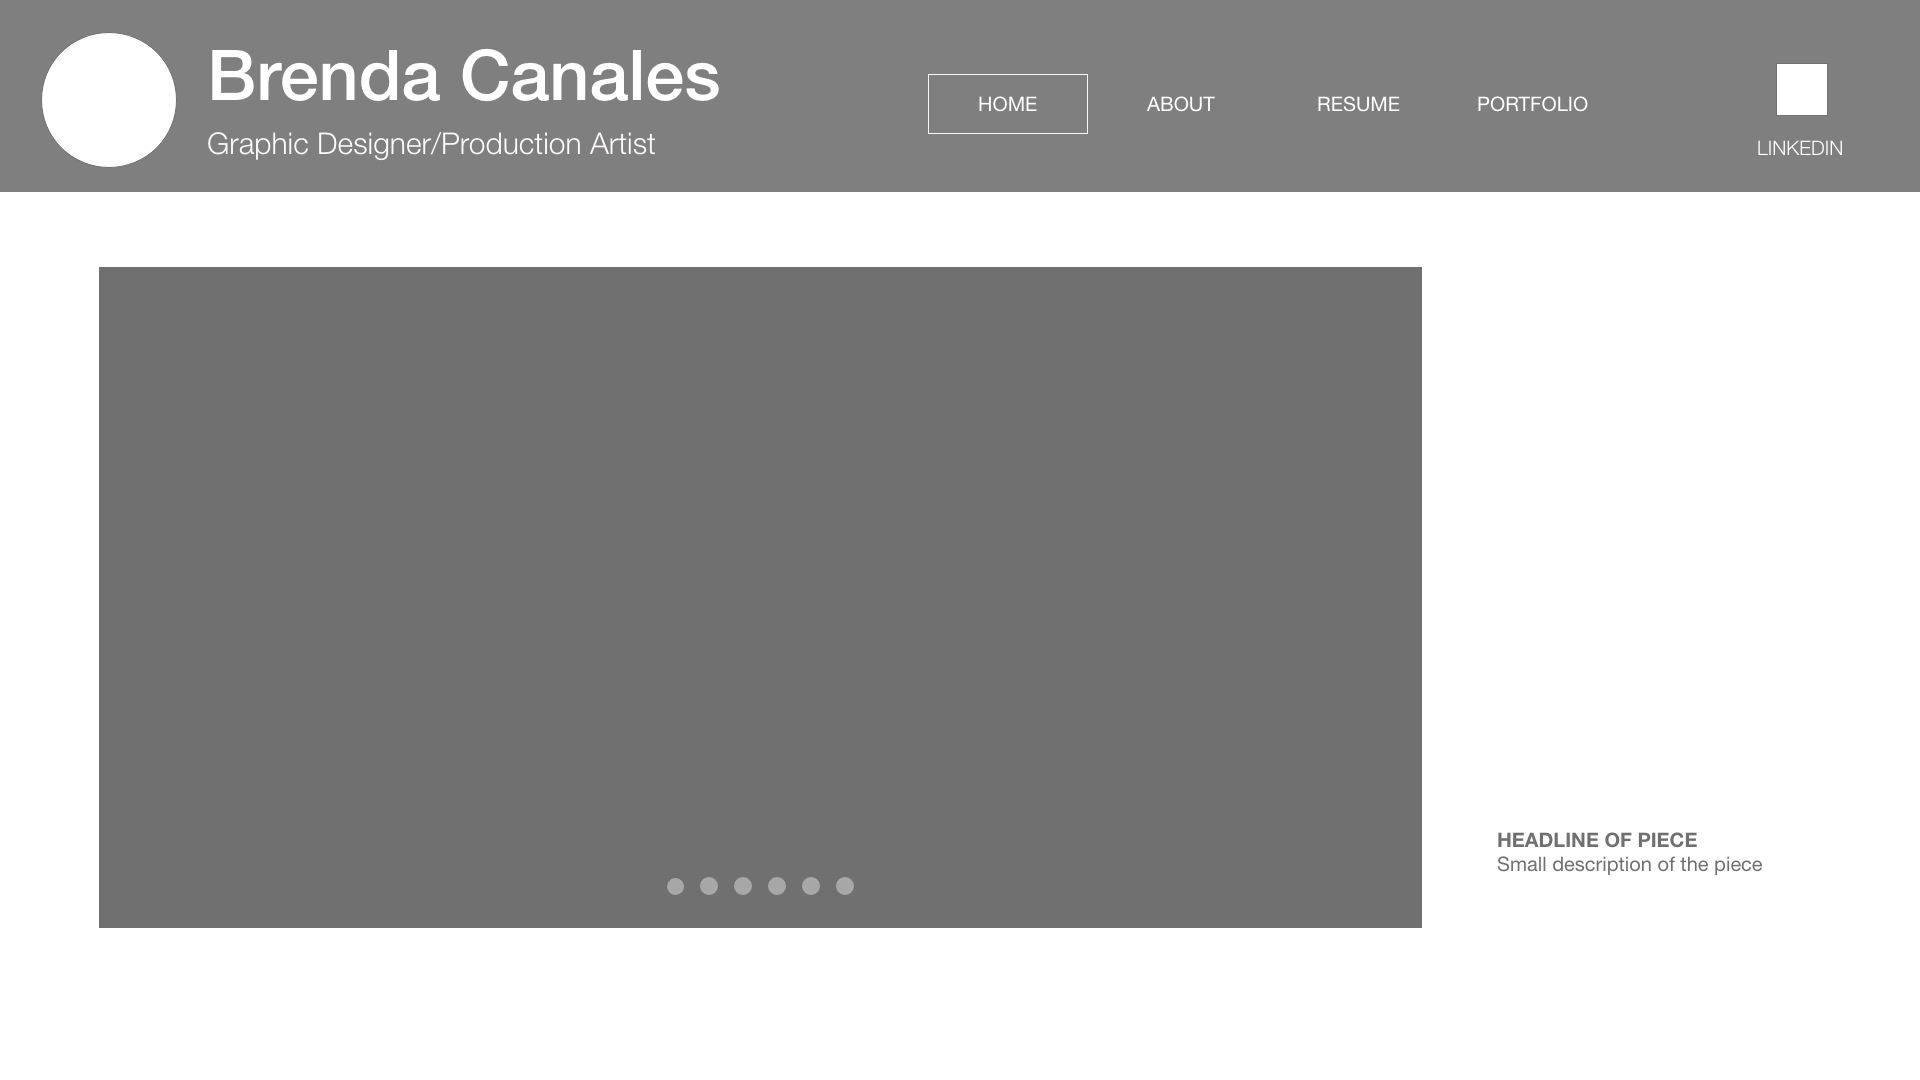 Brenda Canales
Graphic Designer/Production Artist
HOME
ABOUT
RESUME
PORTFOLIO
LINKEDIN
HEADLINE OF PIECE
Small description of the piece